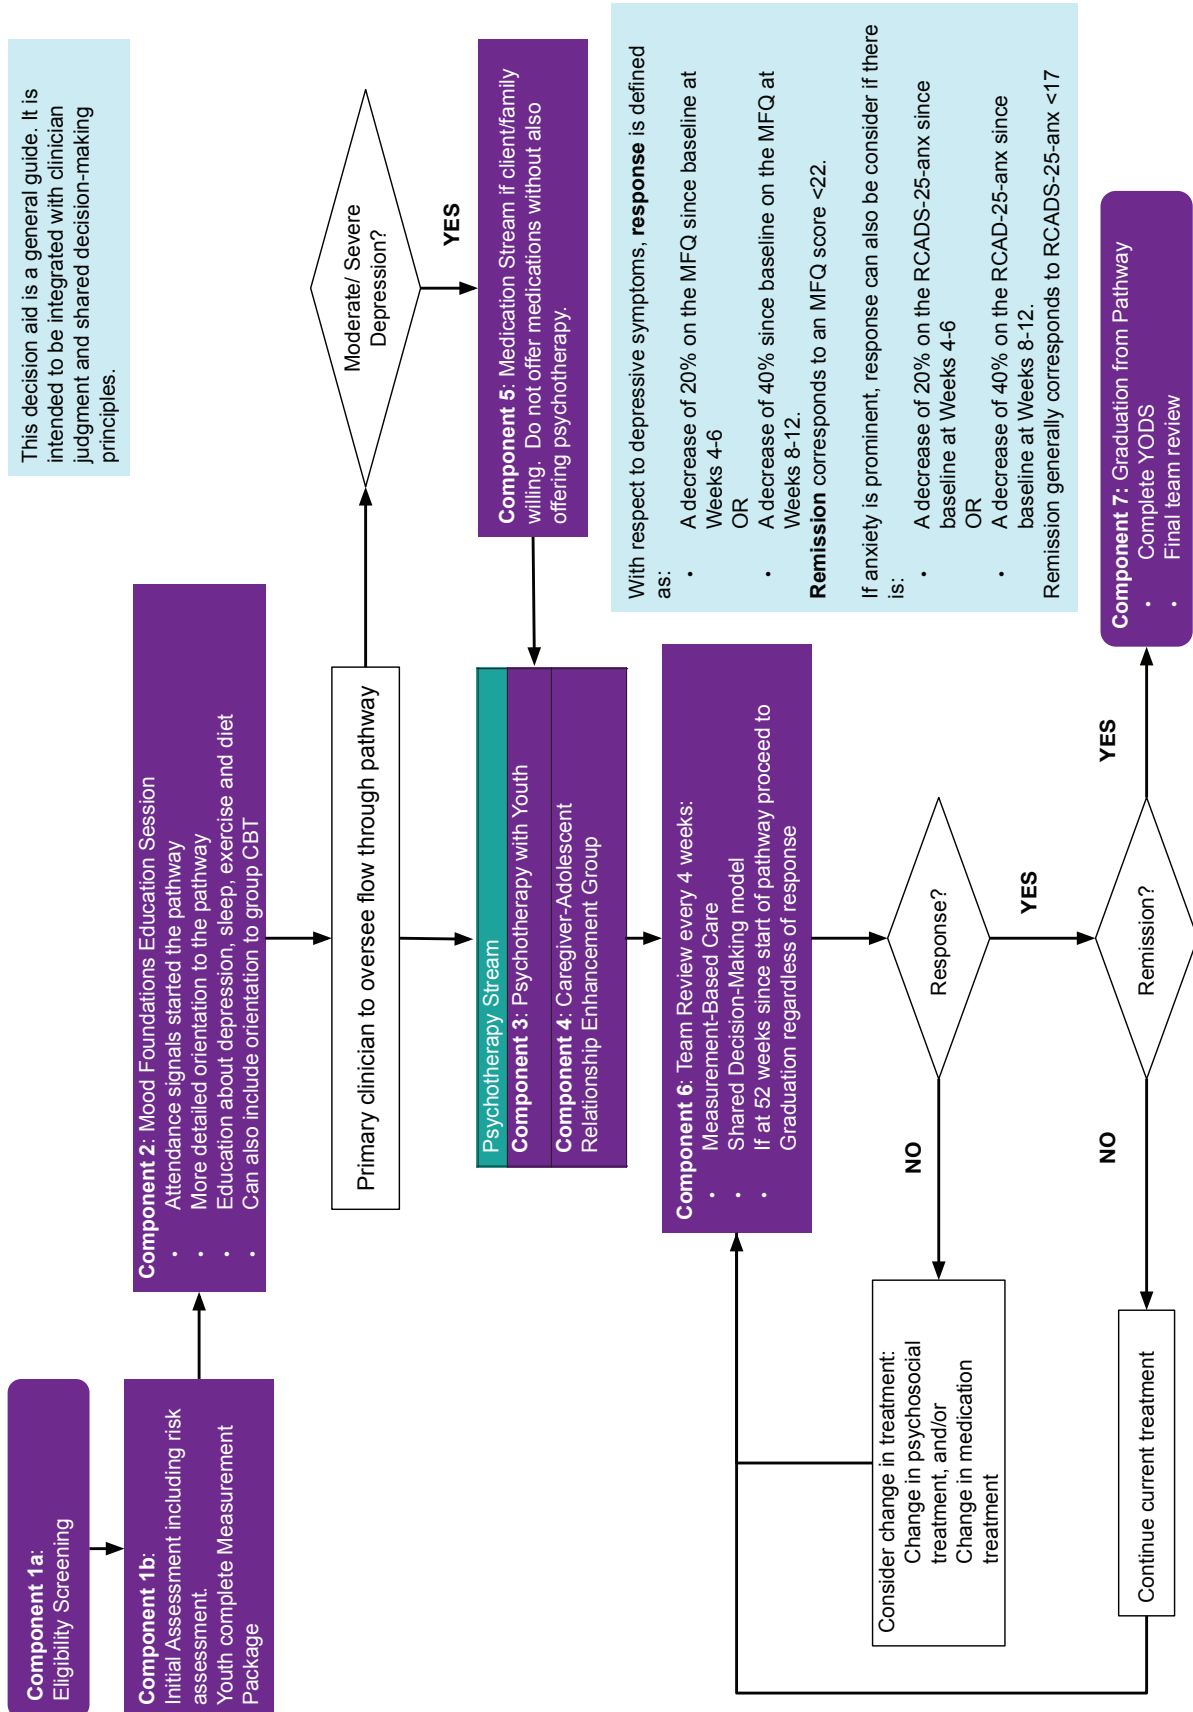 Component 1a:
Eligibility Screening
Component 1b:
Initial Assessment including risk
assessment.
Youth complete Measurement
Package
Component 2: Mood Foundations Education Session
• Attendance signals started the pathway
• More detailed orientation to the pathway
• Education about depression, sleep, exercise and diet
• Can also include orientation to group CBT
This decision aid is a general guide. It is
intended to be integrated with clinician
judgment and shared decision-making
principles.
Primary clinician to oversee flow through pathway
Moderate/ Severe
Depression?
YES
Component 5: Medication Stream if client/family
willing. Do not offer medications without also
offering psychotherapy.
Psychotherapy Stream
Component 3: Psychotherapy with Youth
Component 4: Caregiver-Adolescent
Relationship Enhancement Group
Component 6: Team Review every 4 weeks:
• Measurement-Based Care
• Shared Decision-Making model
• If at 52 weeks since start of pathway proceed to
Graduation regardless of response
With respect to depressive symptoms, response is defined
as:
• A decrease of 20% on the MFQ since baseline at
Weeks 4-6
OR
• A decrease of 40% since baseline on the MFQ at
Weeks 8-12.
Remission corresponds to an MFQ score <22.
If anxiety is prominent, response can also be consider if there
is:
• A decrease of 20% on the RCADS-25-anx since
baseline at Weeks 4-6
OR
• A decrease of 40% on the RCAD-25-anx since
baseline at Weeks 8-12.
Remission generally corresponds to RCADS-25-anx <17
Response?
NO
YES
Consider change in treatment:
Change in psychosocial
treatment, and/or
Change in medication
treatment
Remission?
NO
YES
Continue current treatment
Component 7: Graduation from Pathway
• Complete YODS
• Final team review